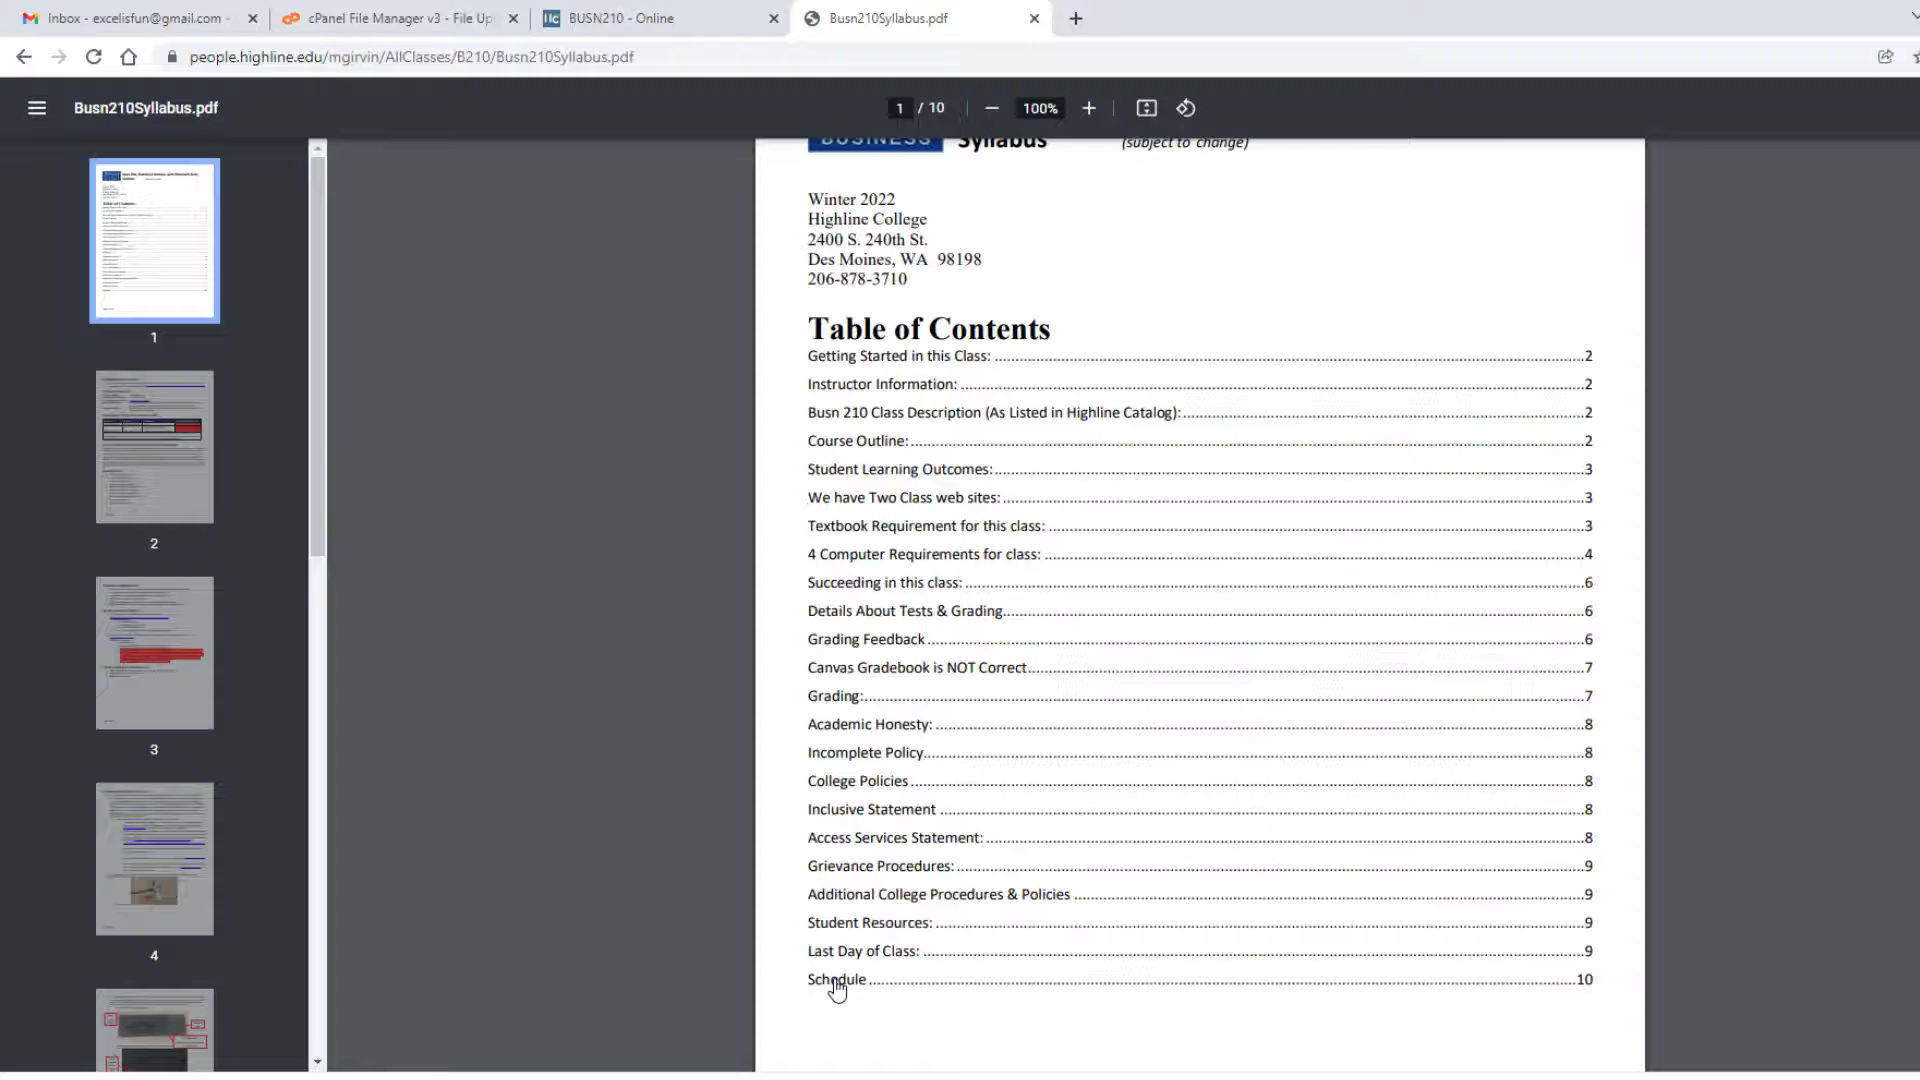 Inbox - excelisfun@gmail.com -
cPanel File Manager v3 - File Up
BUSN210 - Online
Busn210Syllabus.pdf
people.highline.edu/mgirvin/AllClasses/B210/Busn210Syllabus.pdf
Busn210Syllabus.pdf
1 / 10
100%
BUSINESS Syllabus (subject to change)
Winter 2022
Highline College
2400 S. 240th St.
Des Moines, WA 98198
206-878-3710
Table of Contents
Getting Started in this Class: 2
Instructor Information: 2
Busn 210 Class Description (As Listed in Highline Catalog): 2
Course Outline: 2
Student Learning Outcomes: 3
We have Two Class web sites: 3
Textbook Requirement for this class: 3
4 Computer Requirements for class: 4
Succeeding in this class: 6
Details About Tests & Grading 6
Grading Feedback 6
Canvas Gradebook is NOT Correct 7
Grading: 7
Academic Honesty: 8
Incomplete Policy 8
College Policies 8
Inclusive Statement 8
Access Services Statement: 8
Grievance Procedures: 9
Additional College Procedures & Policies 9
Student Resources: 9
Last Day of Class: 9
Schedule 10
1
2
3
4